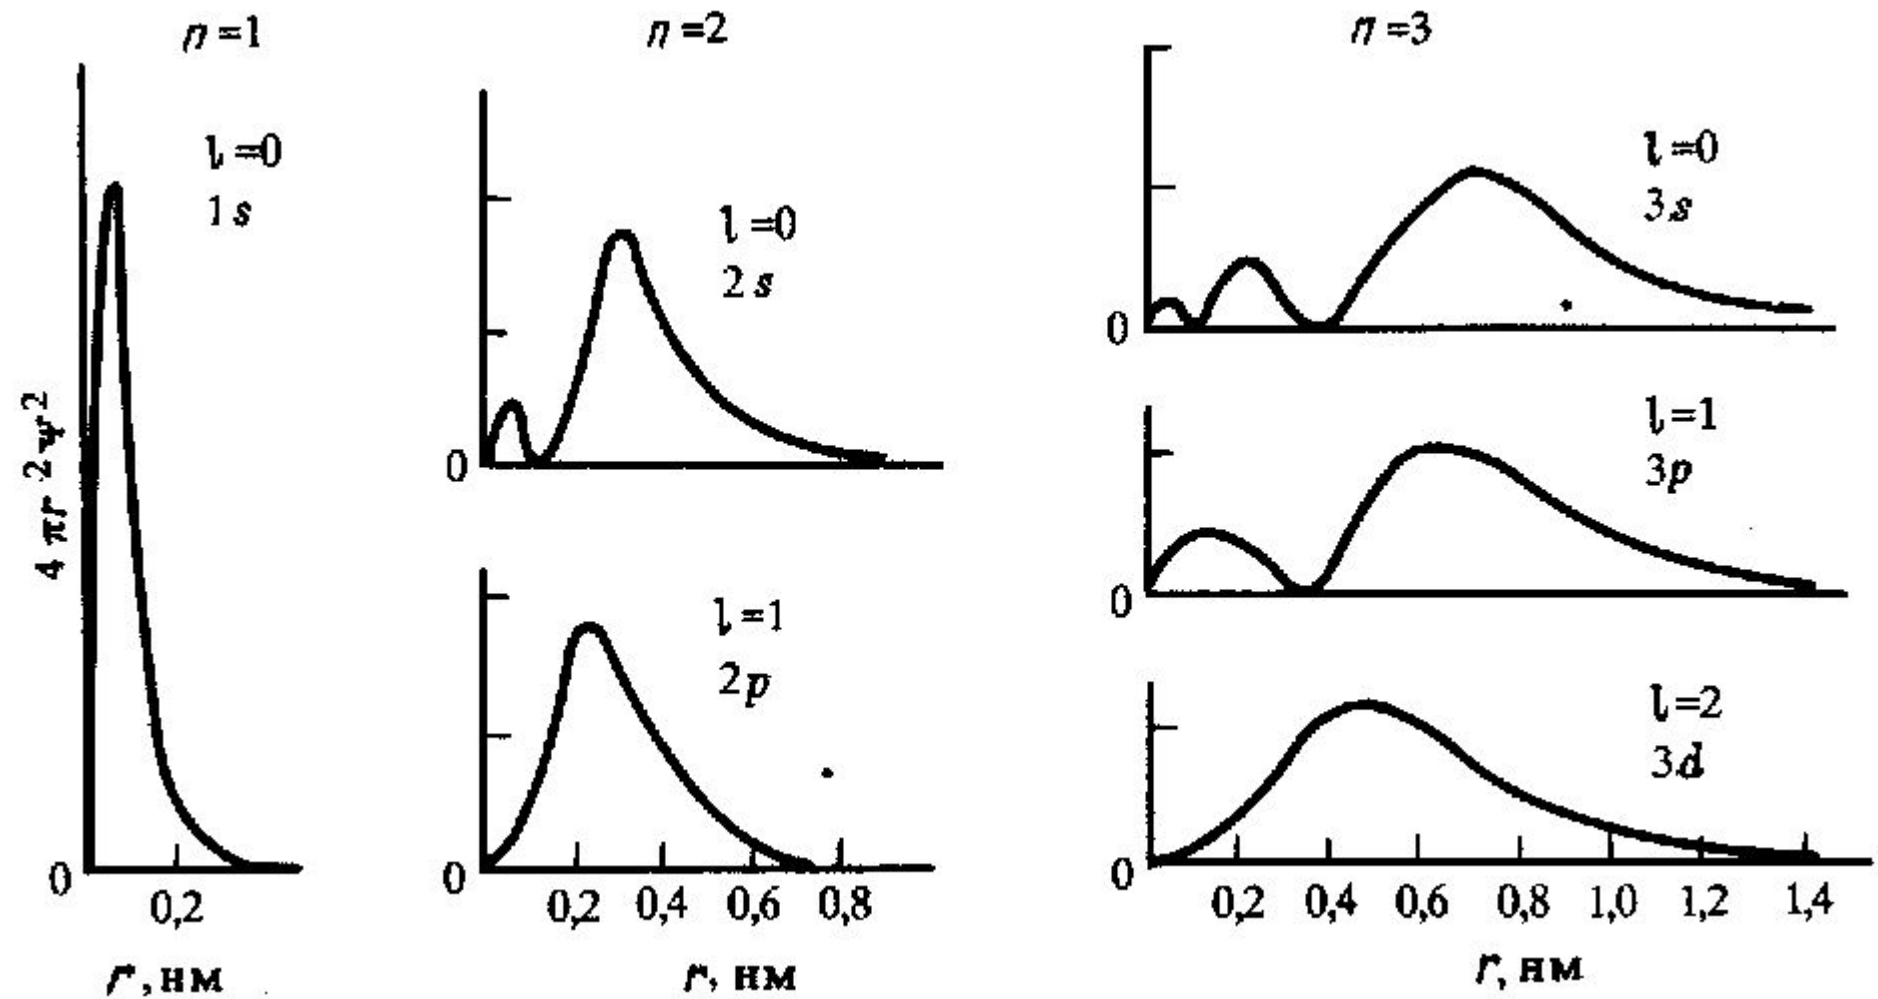 n=1
l=0
1s
4πr²ψ²
0
0,2
r, нм
n=2
l=0
2s
0
l=1
2p
0
0,2 0,4 0,6 0,8
r, нм
n=3
l=0
3s
0
l=1
3p
0
l=2
3d
0
0,2 0,4 0,6 0,8 1,0 1,2 1,4
r, нм